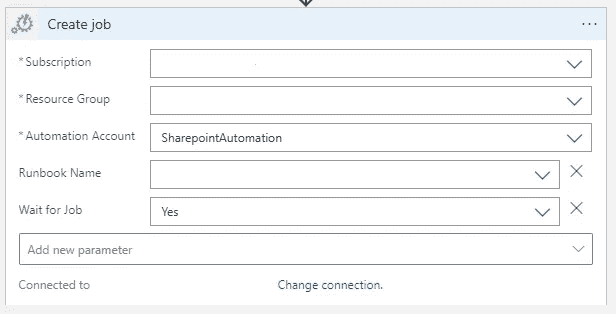 Create job
* Subscription
* Resource Group
* Automation Account SharepointAutomation
Runbook Name
Wait for Job Yes
Add new parameter
Connected to Change connection.